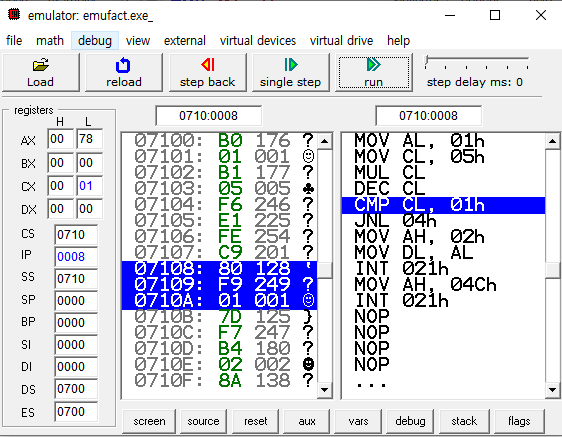 emulator: emufact.exe_
file math debug view external virtual devices virtual drive help
Load reload step back single step run step delay ms: 0
registers
H L
AX 00 78
BX 00 00
CX 00 01
DX 00 00
CS 0710
IP 0008
SS 0710
SP 0000
BP 0000
SI 0000
DI 0000
DS 0700
ES 0700
0710:0008
07100: B0 176 ?
07101: 01 001 ☺
07102: B1 177 ?
07103: 05 005 ♣
07104: F6 246 ?
07105: E1 225 ?
07106: FE 254 ?
07107: C9 201 ?
07108: 80 128 '
07109: F9 249 ?
0710A: 01 001 ☺
0710B: 7D 125 }
0710C: F7 247 ?
0710D: B4 180 ?
0710E: 02 002 ☻
0710F: 8A 138 ?
0710:0008
MOV AL, 01h
MOV CL, 05h
MUL CL
DEC CL
CMP CL, 01h
JNL 04h
MOV AH, 02h
MOV DL, AL
INT 021h
MOV AH, 04Ch
INT 021h
NOP
NOP
NOP
NOP
...
screen source reset aux vars debug stack flags